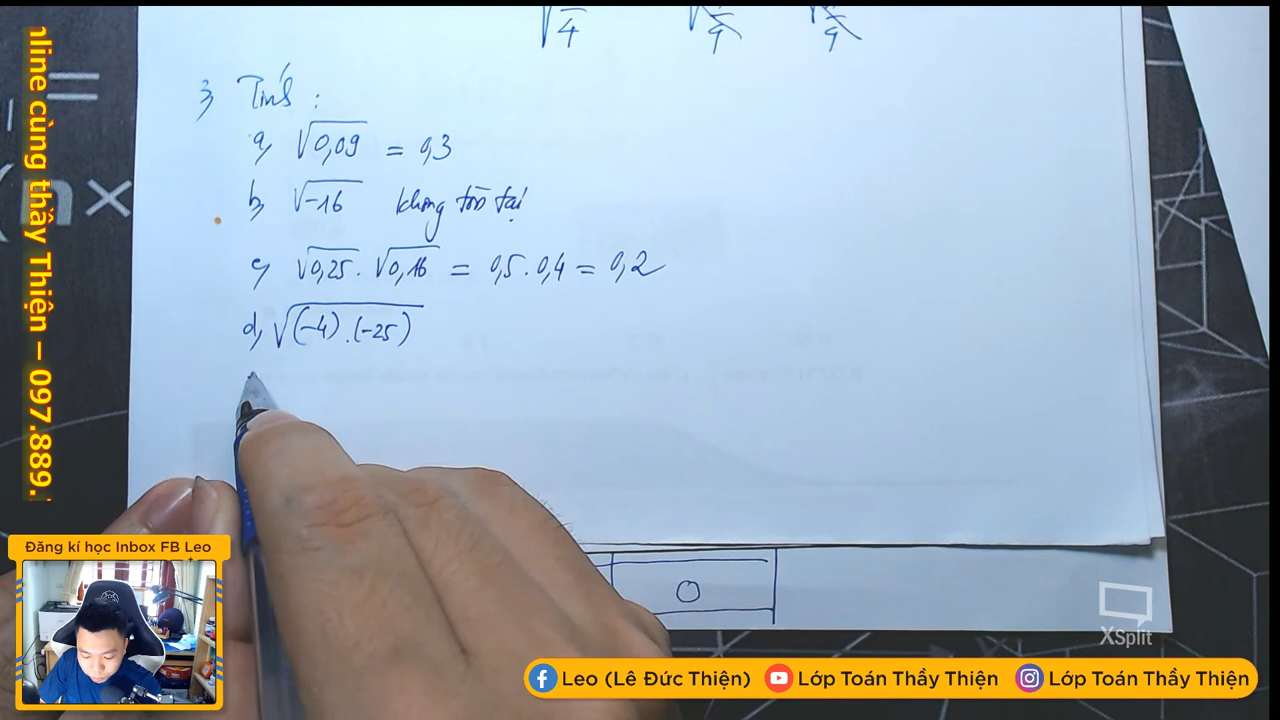 nline cùng thầy Thiện – 097.889.
3, Tính :
a, √0,09 = 0,3
b, √-16 không tồn tại
c, √0,25 . √0,16 = 0,5 . 0,4 = 0,2
d, √(-4) . (-25)
0
Đăng kí học Inbox FB Leo
XSplit
Leo (Lê Đức Thiện) Lớp Toán Thầy Thiện Lớp Toán Thầy Thiện